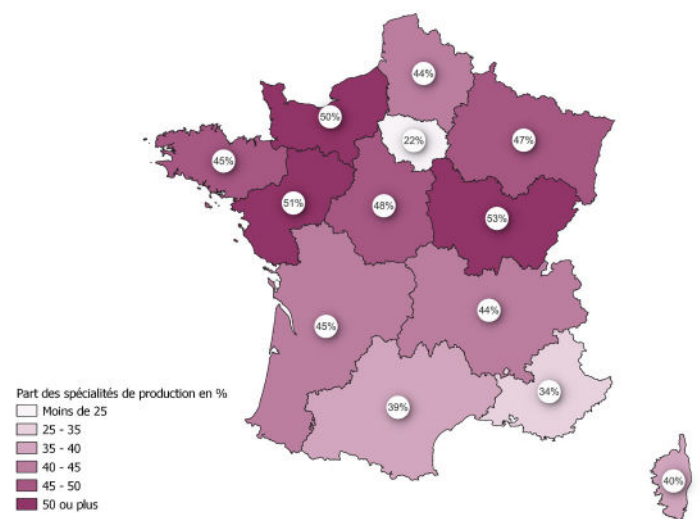 44%
50%
22%
47%
45%
51%
48%
53%
45%
44%
34%
39%
40%
Part des spécialités de production en %
Moins de 25
25 - 35
35 - 40
40 - 45
45 - 50
50 ou plus